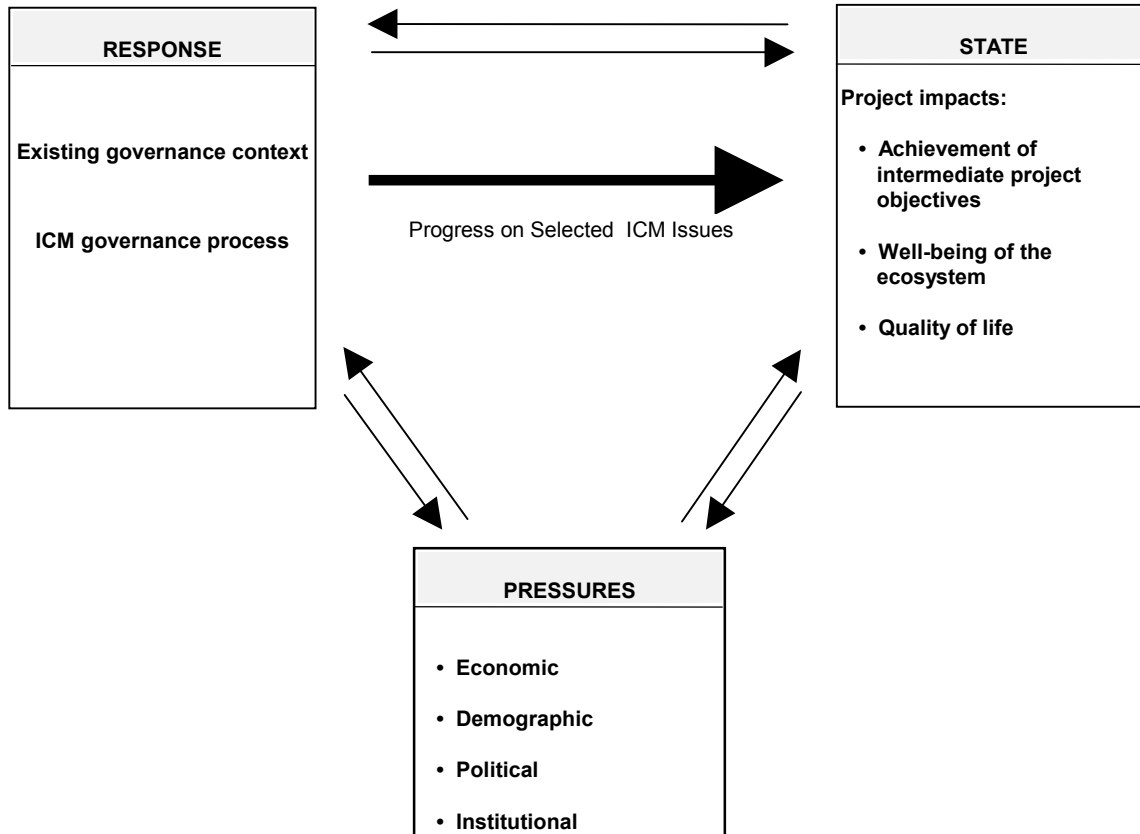 RESPONSE
Existing governance context
ICM governance process
Progress on Selected ICM Issues
STATE
Project impacts:
• Achievement of
intermediate project
objectives
• Well-being of the
ecosystem
• Quality of life
PRESSURES
• Economic
• Demographic
• Political
• Institutional